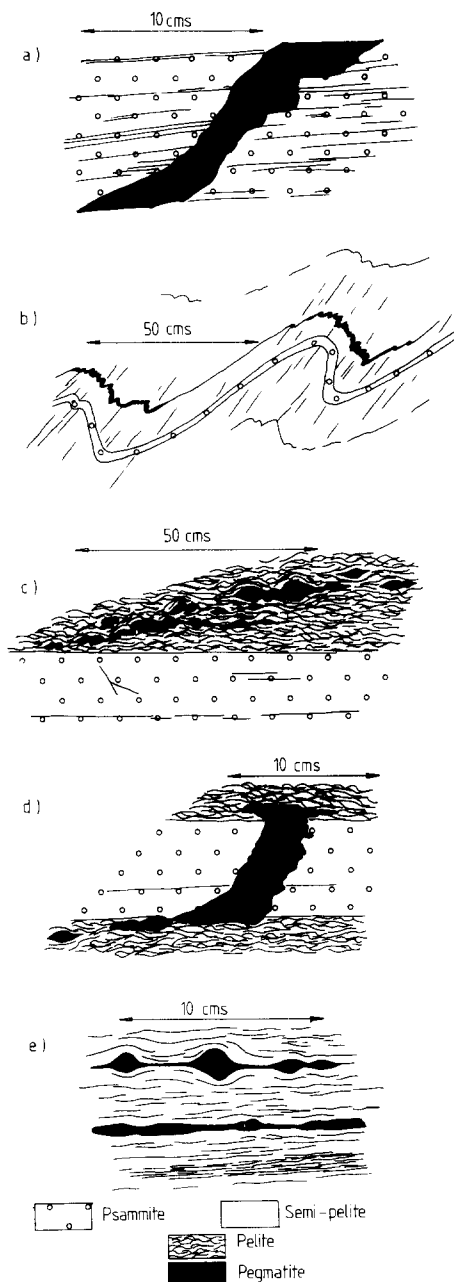 10 cms
a)
b)
50 cms
50 cms
c)
10 cms
d)
10 cms
e)
Psammite
Semi-pelite
Pelite
Pegmatite